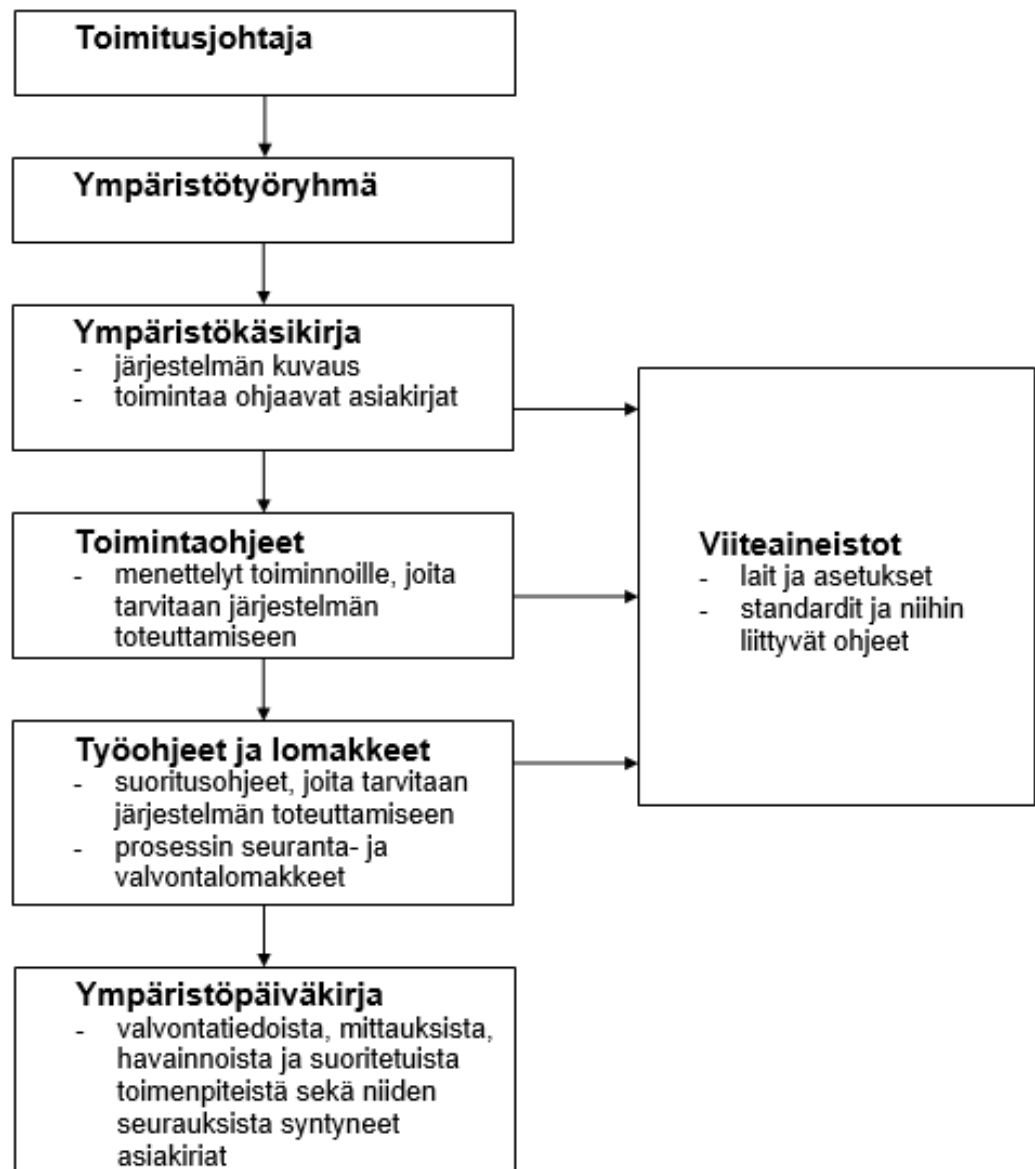 Toimitusjohtaja
Ympäristötyöryhmä
Ympäristökäsikirja
- järjestelmän kuvaus
- toimintaa ohjaavat asiakirjat
Toimintaohjeet
- menettelyt toiminnoille, joita
tarvitaan järjestelmän
toteuttamiseen
Työohjeet ja lomakkeet
- suoritusohjeet, joita tarvitaan
järjestelmän toteuttamiseen
- prosessin seuranta- ja
valvontalomakkeet
Ympäristöpäiväkirja
- valvontatiedoista, mittauksista,
havainnoista ja suoritetuista
toimenpiteistä sekä niiden
seurauksista syntyneet
asiakirjat
Viiteaineistot
- lait ja asetukset
- standardit ja niihin
liittyvät ohjeet